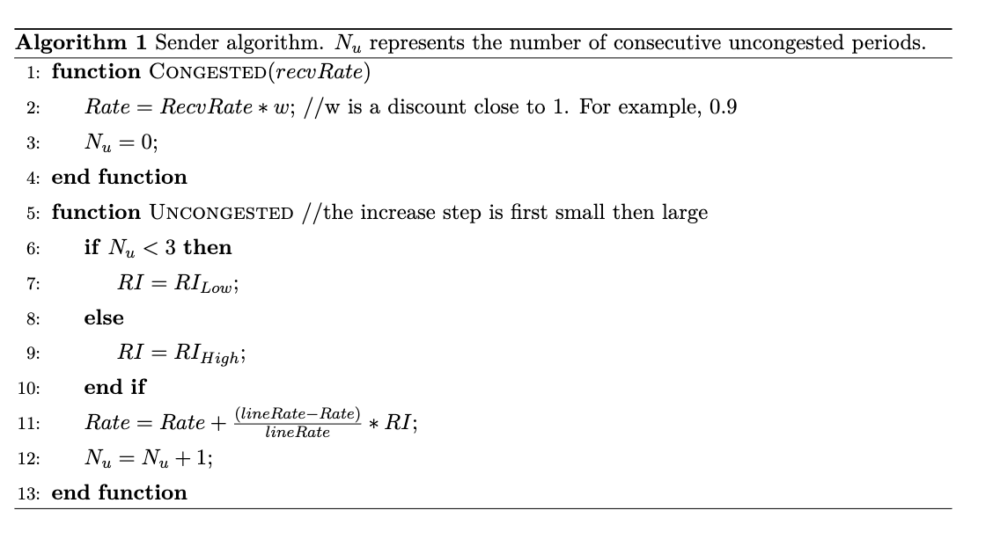 Algorithm 1 Sender algorithm. N_u represents the number of consecutive uncongested periods.
1: function CONGESTED(recvRate)
2: Rate = RecvRate * w; //w is a discount close to 1. For example, 0.9
3: N_u = 0;
4: end function
5: function UNCONGESTED //the increase step is first small then large
6: if N_u < 3 then
7: RI = RI_{Low};
8: else
9: RI = RI_{High};
10: end if
11: Rate = Rate + \frac{(lineRate−Rate)}{lineRate} * RI;
12: N_u = N_u + 1;
13: end function